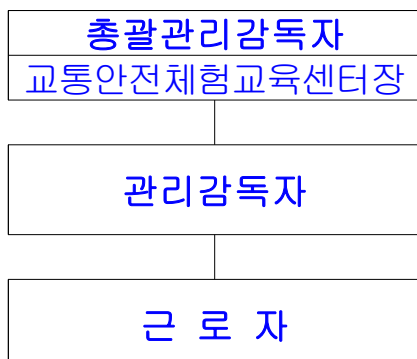 총괄관리감독자
교통안전체험교육센터장
관리감독자
근 로 자